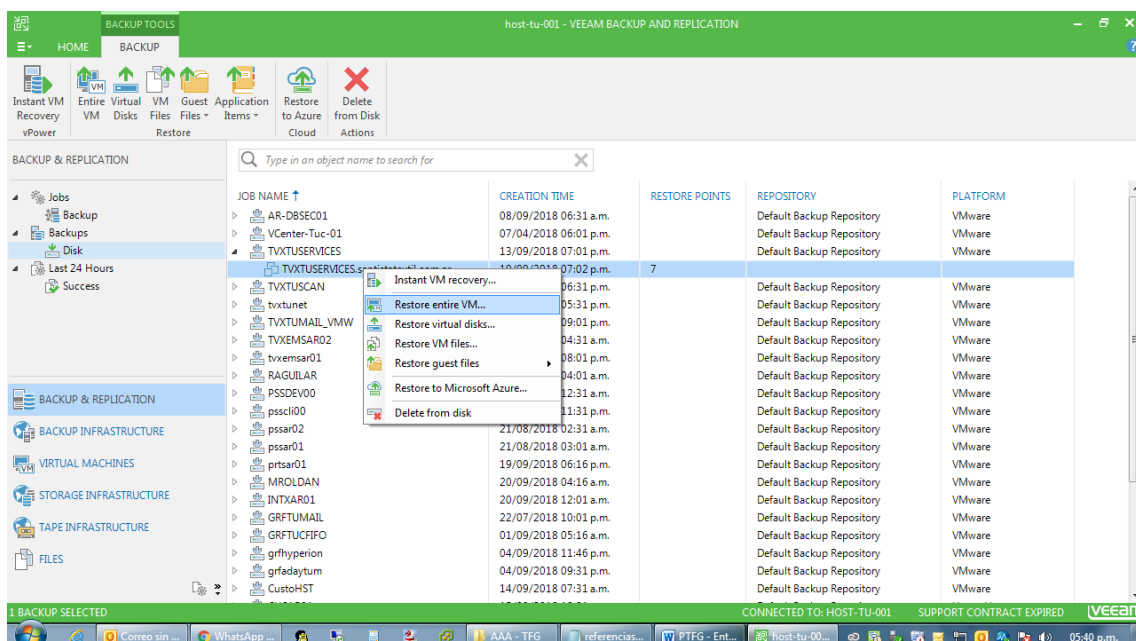 BACKUP TOOLS
host-tu-001 - VEEAM BACKUP AND REPLICATION
HOME BACKUP
Instant VM Recovery
Entire VM
Virtual Disks
VM Files
Guest Files
Application Items
Restore to Azure
Delete from Disk
vPower Restore Cloud Actions
BACKUP & REPLICATION
Type in an object name to search for
Jobs
Backup
Backups
Disk
Last 24 Hours
Success
JOB NAME CREATION TIME RESTORE POINTS REPOSITORY PLATFORM
AR-DBSEC01 08/09/2018 06:31 a.m. Default Backup Repository VMware
VCenter-Tuc-01 07/04/2018 06:01 p.m. Default Backup Repository VMware
TVXTUSERVICES 13/09/2018 07:01 p.m. Default Backup Repository VMware
07:02 p.m. 7
TVXTUSCAN 06:31 p.m. Default Backup Repository VMware
tvxtunet 05:31 p.m. Default Backup Repository VMware
TVXTUMAIL_VMW 09:01 p.m. Default Backup Repository VMware
TVXEMSAR02 04:31 a.m. Default Backup Repository VMware
tvxemsar01 08:01 p.m. Default Backup Repository VMware
RAGUILAR 04:01 a.m. Default Backup Repository VMware
PSSDEV00 12:31 a.m. Default Backup Repository VMware
psscli00 11:31 p.m. Default Backup Repository VMware
pssar02 21/08/2018 02:31 a.m. Default Backup Repository VMware
pssar01 21/08/2018 03:01 a.m. Default Backup Repository VMware
prtsar01 19/09/2018 06:16 p.m. Default Backup Repository VMware
MROLDAN 20/09/2018 04:16 a.m. Default Backup Repository VMware
INTXAR01 20/09/2018 12:01 a.m. Default Backup Repository VMware
GRFTUMAIL 22/07/2018 10:01 p.m. Default Backup Repository VMware
GRFTUCFIFO 01/09/2018 05:16 a.m. Default Backup Repository VMware
grfhyperion 04/09/2018 11:46 p.m. Default Backup Repository VMware
grfadaytum 04/09/2018 09:31 p.m. Default Backup Repository VMware
CustoHST 14/09/2018 07:31 a.m. Default Backup Repository VMware
Instant VM recovery...
Restore entire VM...
Restore virtual disks...
Restore VM files...
Restore guest files
Restore to Microsoft Azure...
Delete from disk
BACKUP & REPLICATION
BACKUP INFRASTRUCTURE
VIRTUAL MACHINES
STORAGE INFRASTRUCTURE
TAPE INFRASTRUCTURE
FILES
1 BACKUP SELECTED CONNECTED TO: HOST-TU-001 SUPPORT CONTRACT EXPIRED veeam
Correo sin ... WhatsApp ... AAA - TFG referencias... PTFG - Ent... host-tu-00... 05:40 p.m.